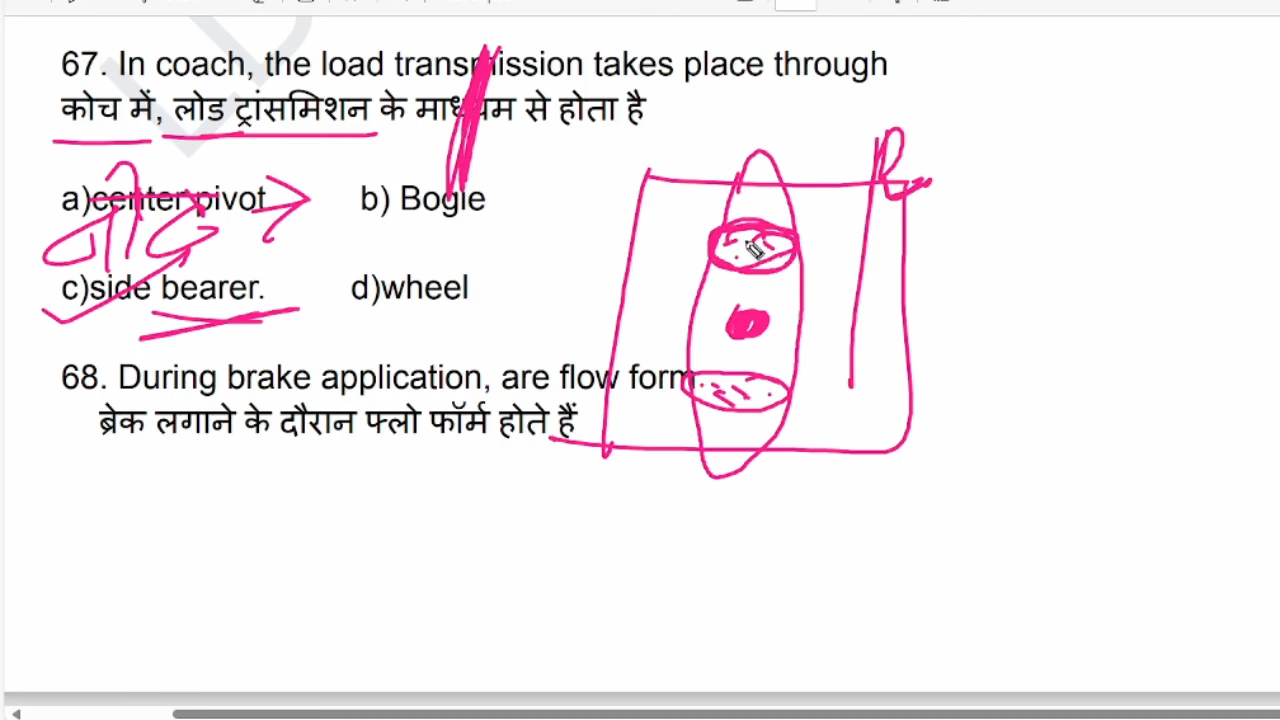 67. In coach, the load transmission takes place through
कोच में, लोड ट्रांसमिशन के माध्यम से होता है
a)center pivot b) Bogie
c)side bearer. d)wheel
68. During brake application, are flow form
ब्रेक लगाने के दौरान फ्लो फॉर्म होते हैं